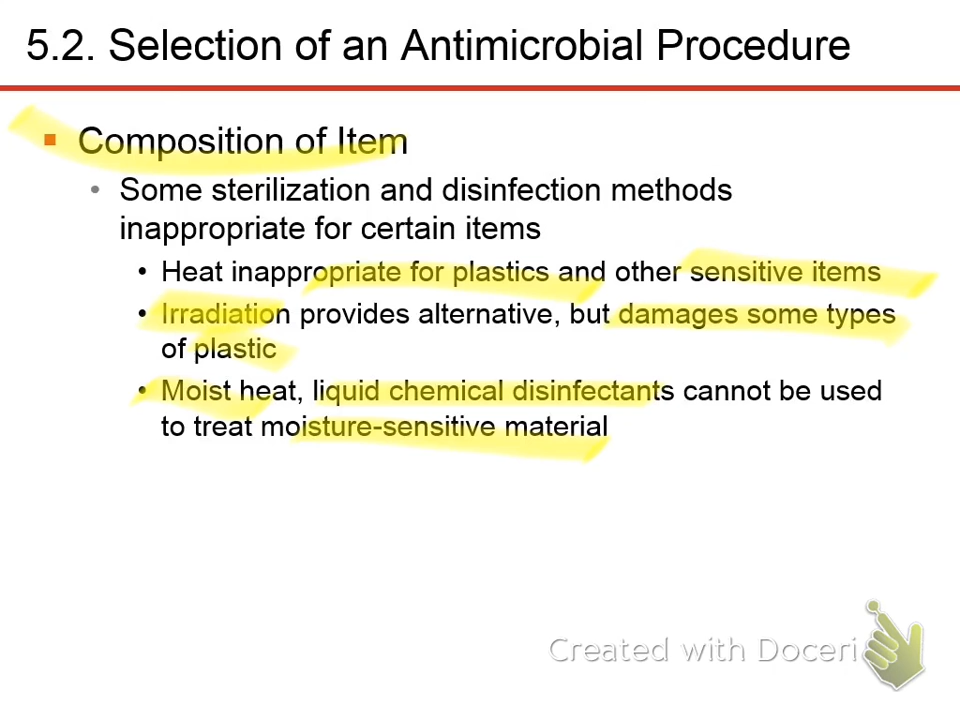 5.2. Selection of an Antimicrobial Procedure
▪ Composition of Item
• Some sterilization and disinfection methods
inappropriate for certain items
• Heat inappropriate for plastics and other sensitive items
• Irradiation provides alternative, but damages some types
of plastic
• Moist heat, liquid chemical disinfectants cannot be used
to treat moisture-sensitive material
Created with Doceri